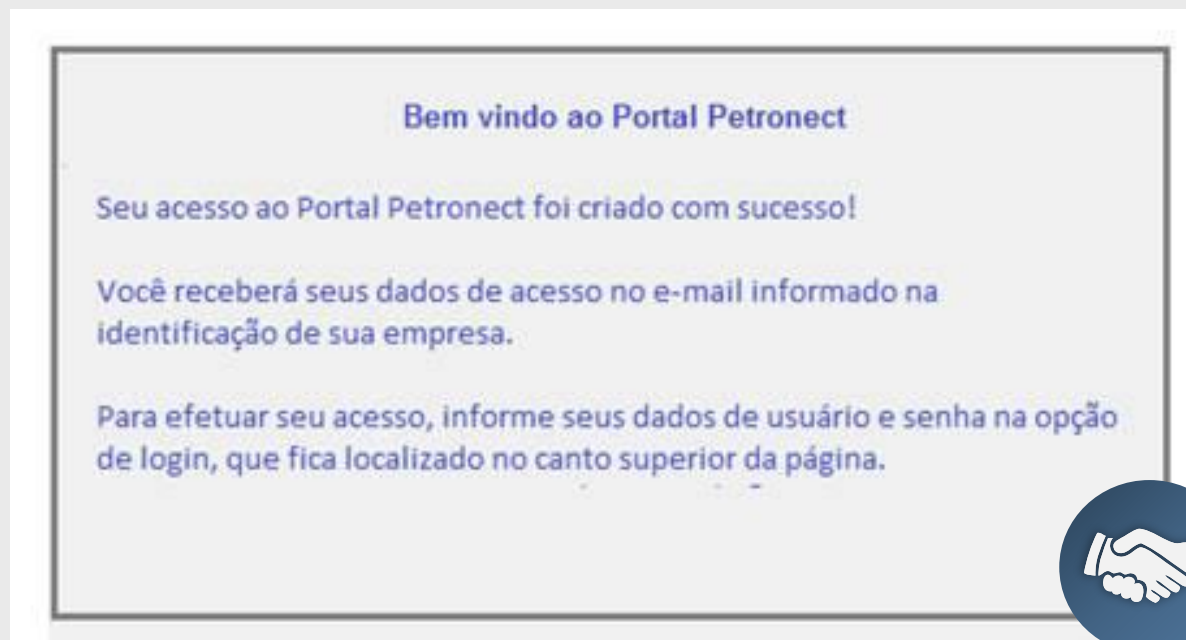 Bem vindo ao Portal Petronect
Seu acesso ao Portal Petronect foi criado com sucesso!
Você receberá seus dados de acesso no e-mail informado na
identificação de sua empresa.
Para efetuar seu acesso, informe seus dados de usuário e senha na opção
de login, que fica localizado no canto superior da página.